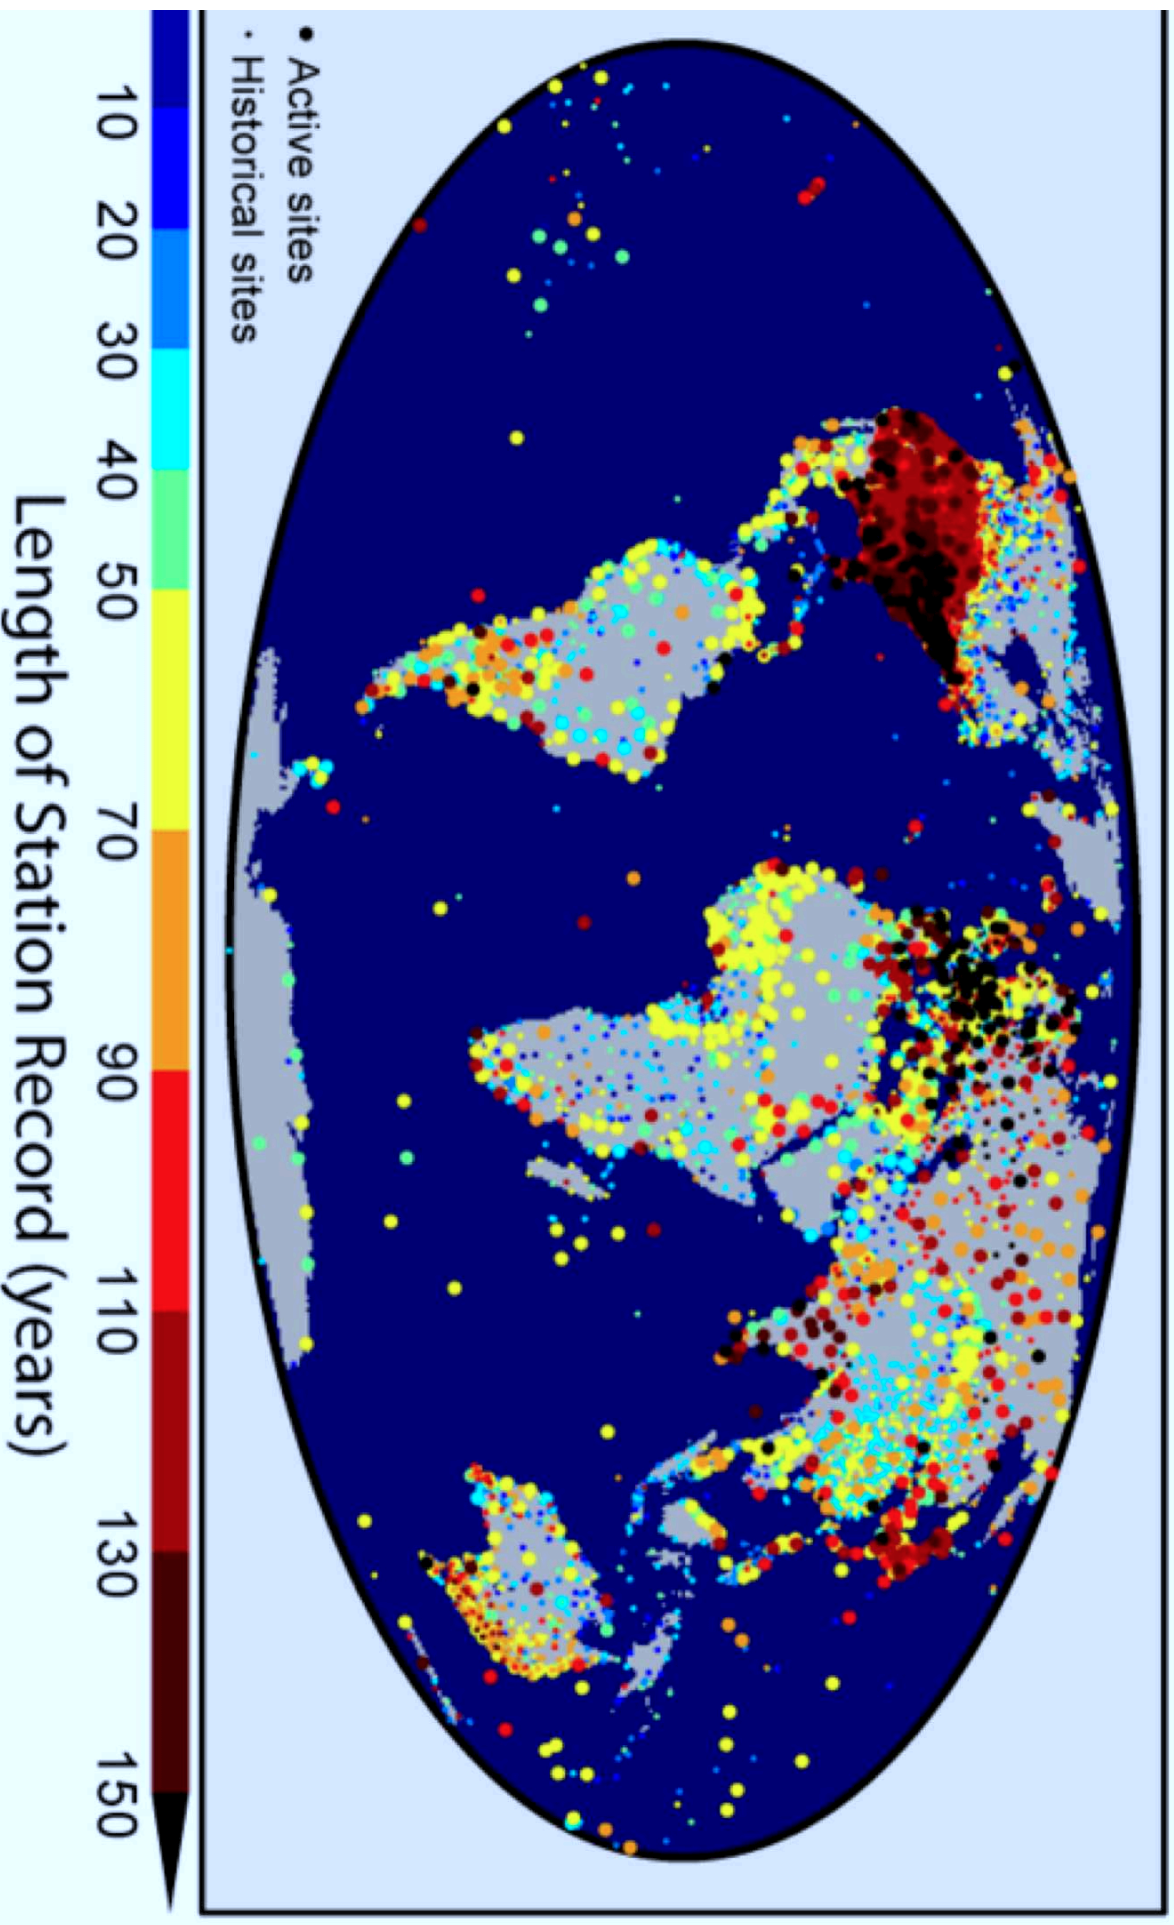 • Active sites
· Historical sites
10 20 30 40 50 70 90 110 130 150
Length of Station Record (years)